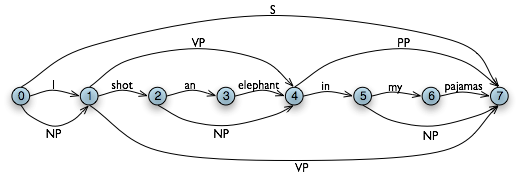 S
VP PP
0 I 1 shot 2 an 3 elephant 4 in 5 my 6 pajamas 7
NP NP NP
VP